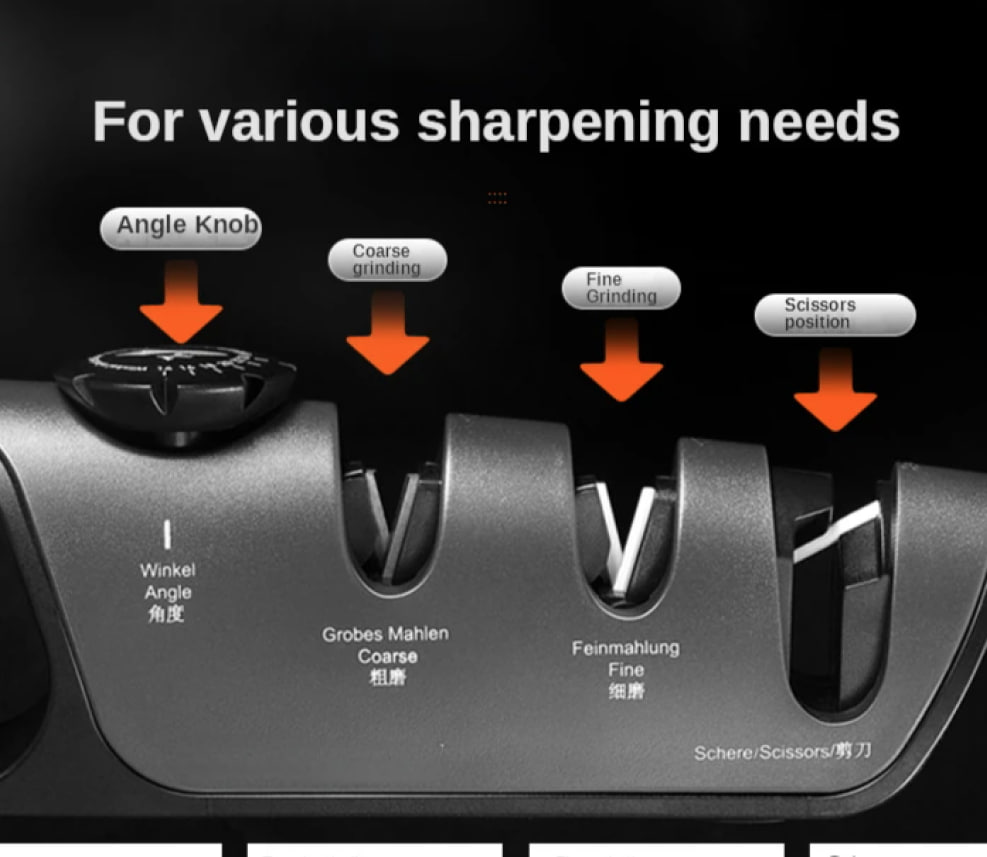 For various sharpening needs
Angle Knob
Coarse
grinding
Fine
Grinding
Scissors
position
Winkel
Angle
角度
Grobes Mahlen
Coarse
粗磨
Feinmahlung
Fine
细磨
Schere/Scissors/剪刀